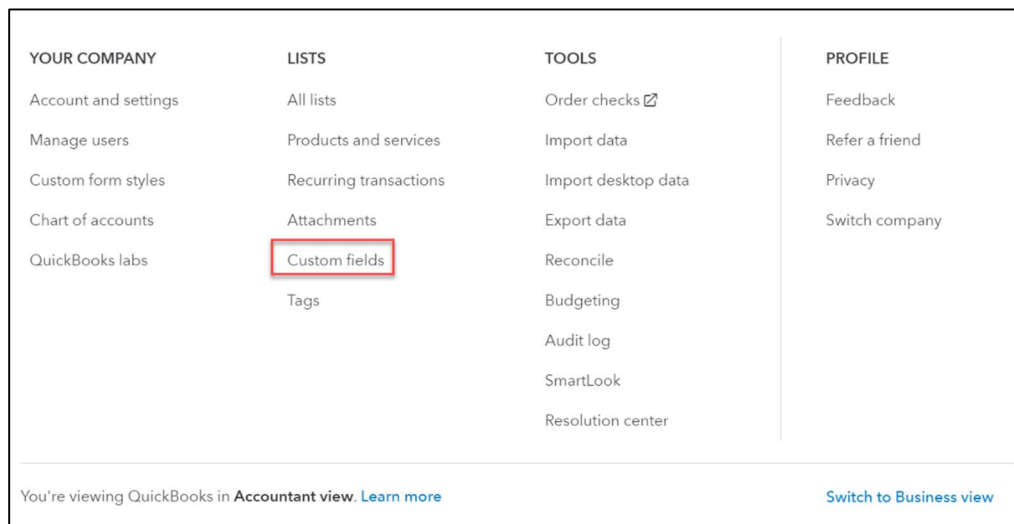 YOUR COMPANY
Account and settings
Manage users
Custom form styles
Chart of accounts
QuickBooks labs
LISTS
All lists
Products and services
Recurring transactions
Attachments
Custom fields
Tags
TOOLS
Order checks
Import data
Import desktop data
Export data
Reconcile
Budgeting
Audit log
SmartLook
Resolution center
PROFILE
Feedback
Refer a friend
Privacy
Switch company
You're viewing QuickBooks in Accountant view. Learn more
Switch to Business view